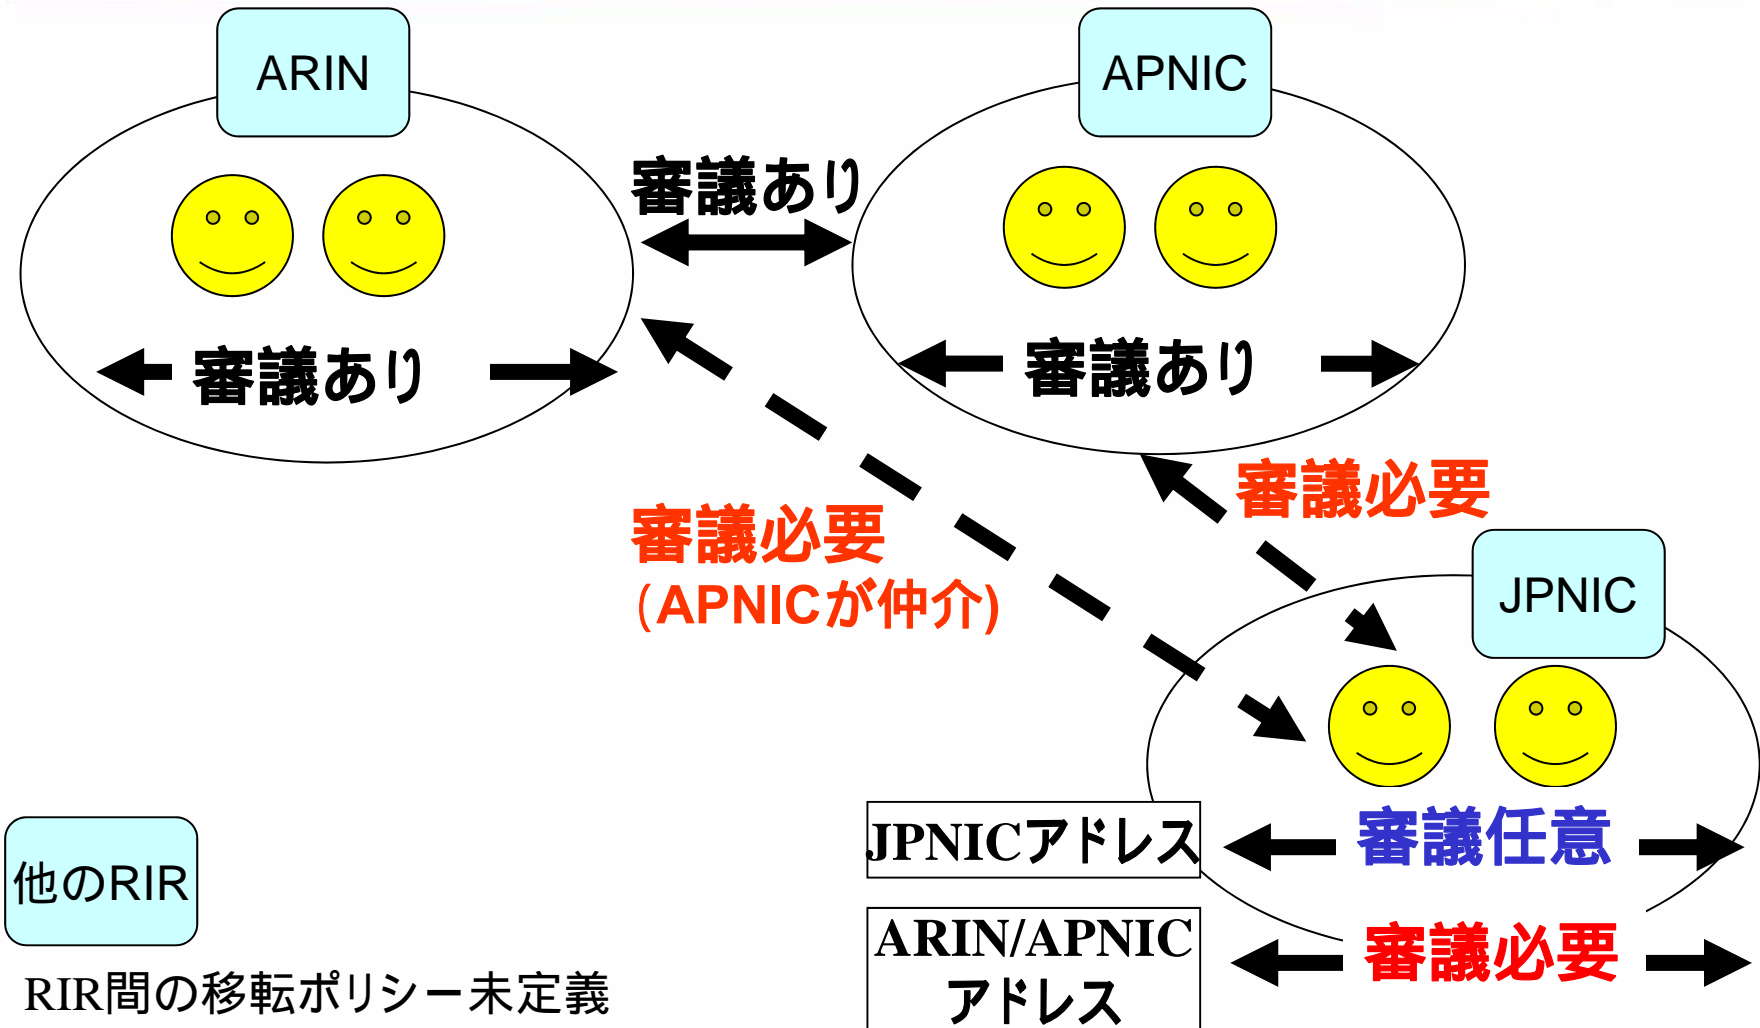 ARIN
APNIC
審議あり
審議あり
審議あり
審議必要
審議必要
(APNICが仲介)
JPNIC
JPNICアドレス
審議任意
他のRIR
ARIN/APNIC
アドレス
審議必要
RIR間の移転ポリシー未定義